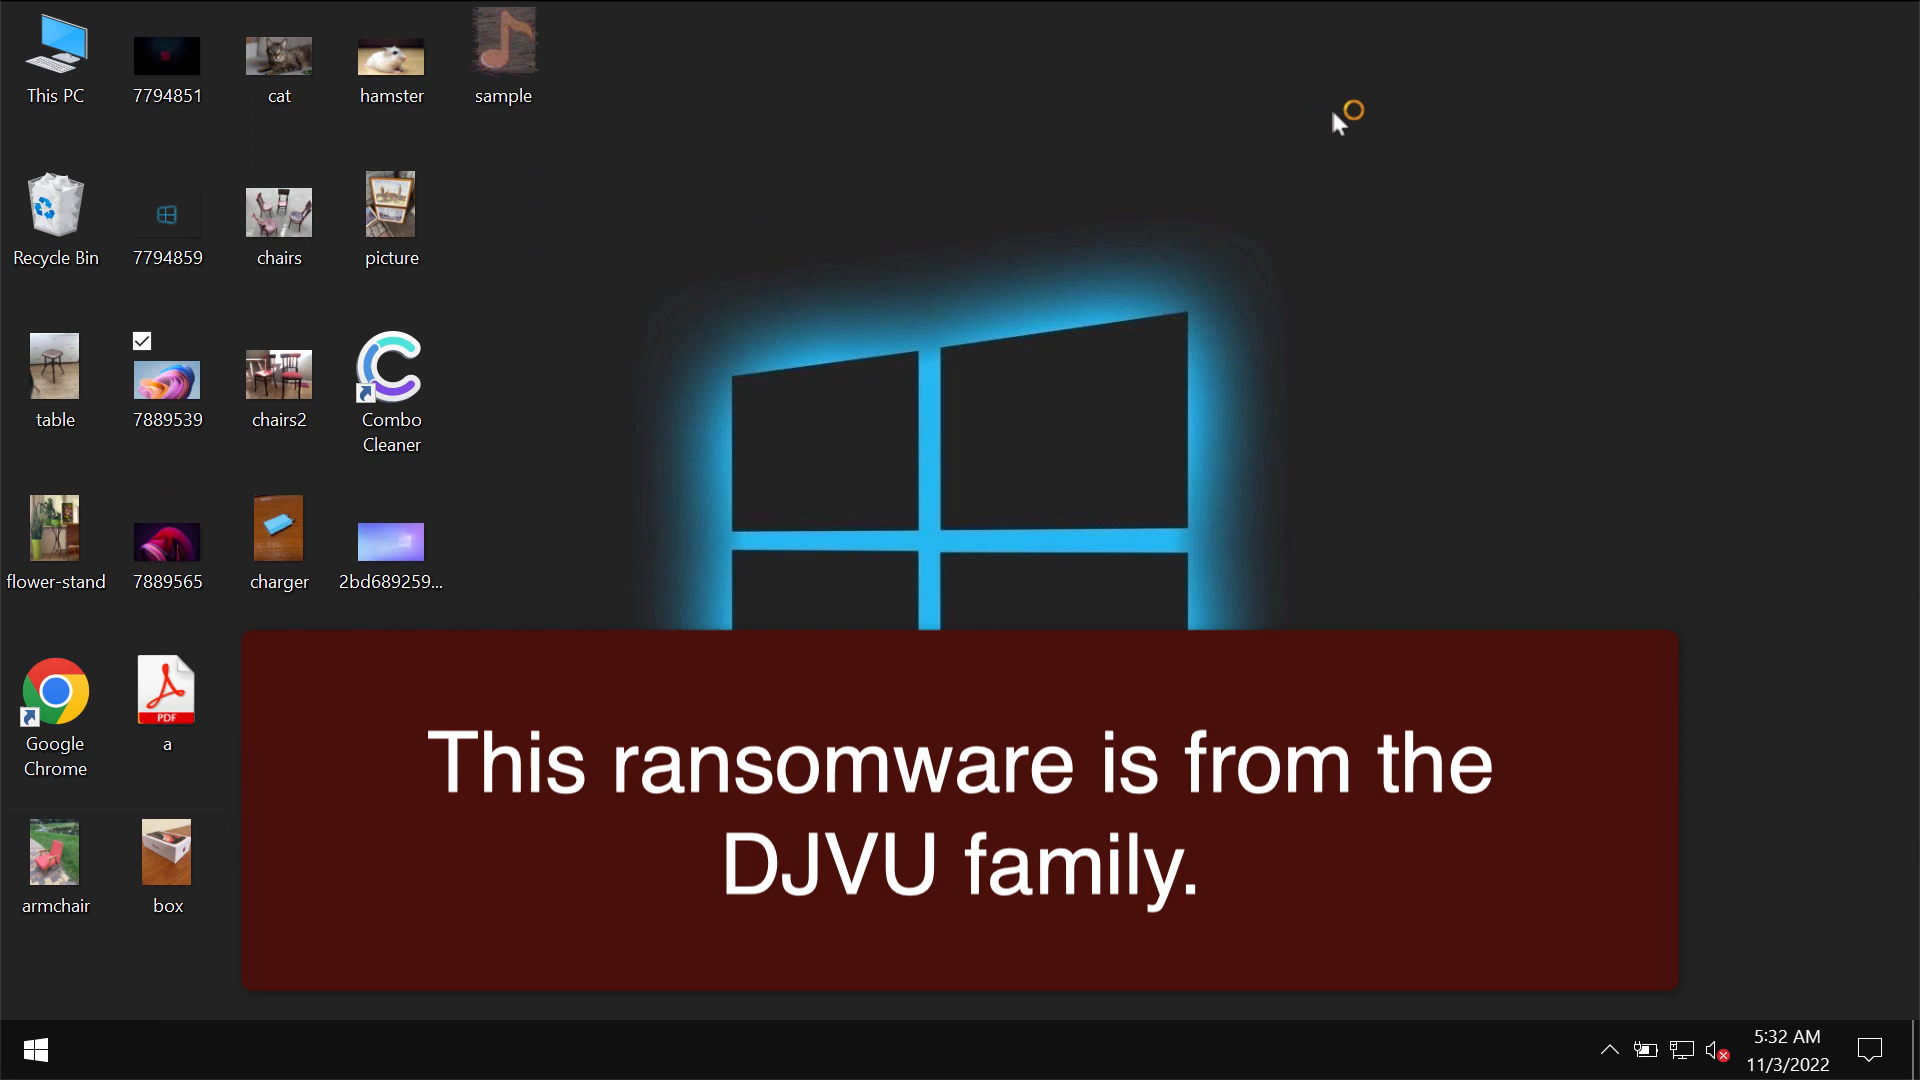 This PC
7794851
cat
hamster
sample
Recycle Bin
7794859
chairs
picture
table
7889539
chairs2
Combo
Cleaner
flower-stand
7889565
charger
2bd689259...
Google
Chrome
PDF
a
armchair
box
This ransomware is from the
DJVU family.
5:32 AM
11/3/2022